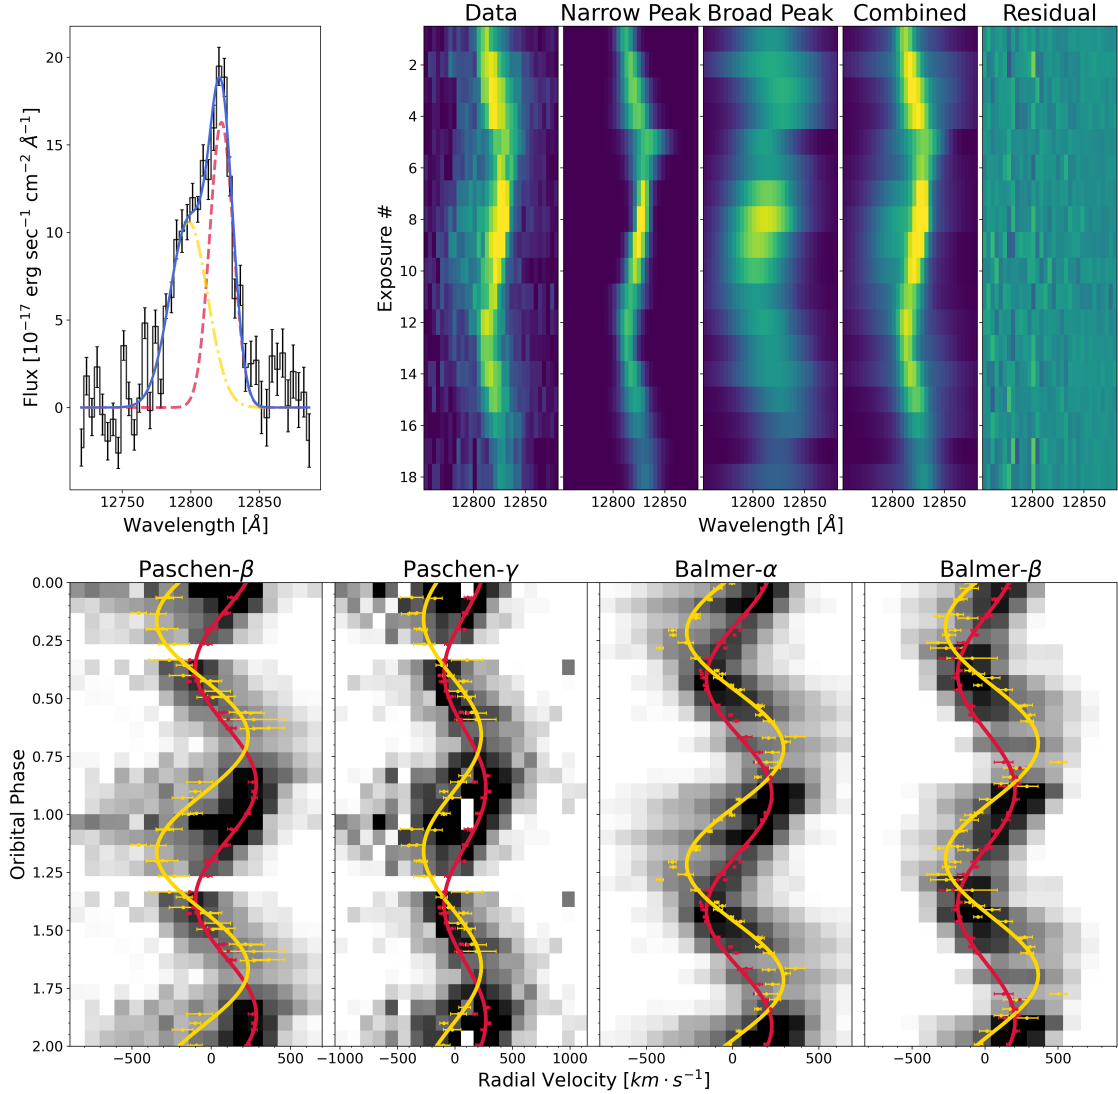 Data Narrow Peak Broad Peak Combined Residual
Flux [10⁻¹⁷ erg sec⁻¹ cm⁻² Å⁻¹]
20
15
10
5
0
12750 12800 12850
Wavelength [Å]
Exposure #
2
4
6
8
10
12
14
16
18
12800 12850 12800 12850 12800 12850 12800 12850 12800 12850
Wavelength [Å]
Paschen-β Paschen-γ Balmer-α Balmer-β
Oribital Phase
0.00
0.25
0.50
0.75
1.00
1.25
1.50
1.75
2.00
−500 0 500 −1000 −500 0 500 1000 0 500 −500 0 500
Radial Velocity [km · s⁻¹]